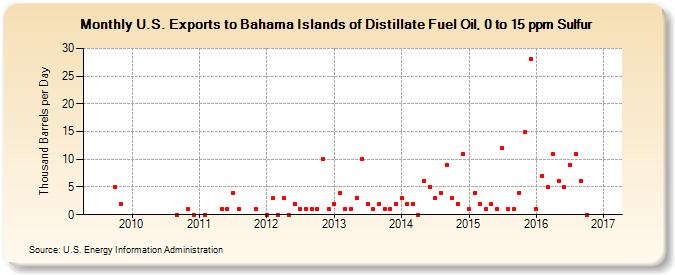 Monthly U.S. Exports to Bahama Islands of Distillate Fuel Oil, 0 to 15 ppm Sulfur
Thousand Barrels per Day
30
25
20
15
10
5
0
2010 2011 2012 2013 2014 2015 2016 2017
Source: U.S. Energy Information Administration